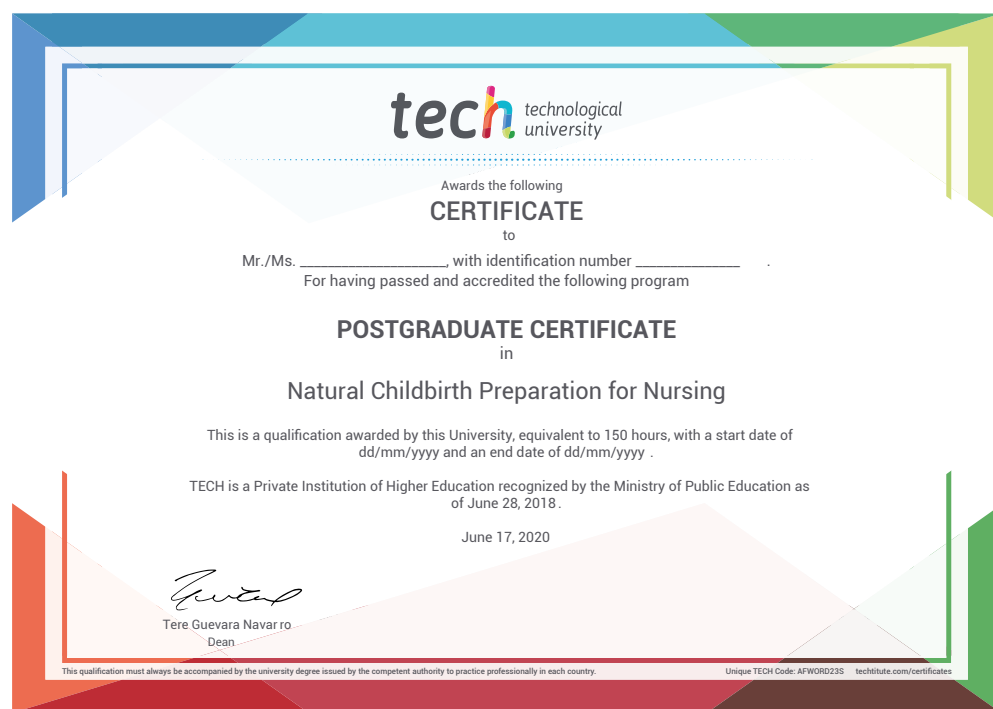 tech technological
university
Awards the following
CERTIFICATE
to
Mr./Ms. ____________________, with identification number ______________ .
For having passed and accredited the following program
POSTGRADUATE CERTIFICATE
in
Natural Childbirth Preparation for Nursing
This is a qualification awarded by this University, equivalent to 150 hours, with a start date of
dd/mm/yyyy and an end date of dd/mm/yyyy .
TECH is a Private Institution of Higher Education recognized by the Ministry of Public Education as
of June 28, 2018.
June 17, 2020
Tere Guevara Navarro
Dean
This qualification must always be accompanied by the university degree issued by the competent authority to practice professionally in each country.
Unique TECH Code: AFWORD23S techtitute.com/certificates